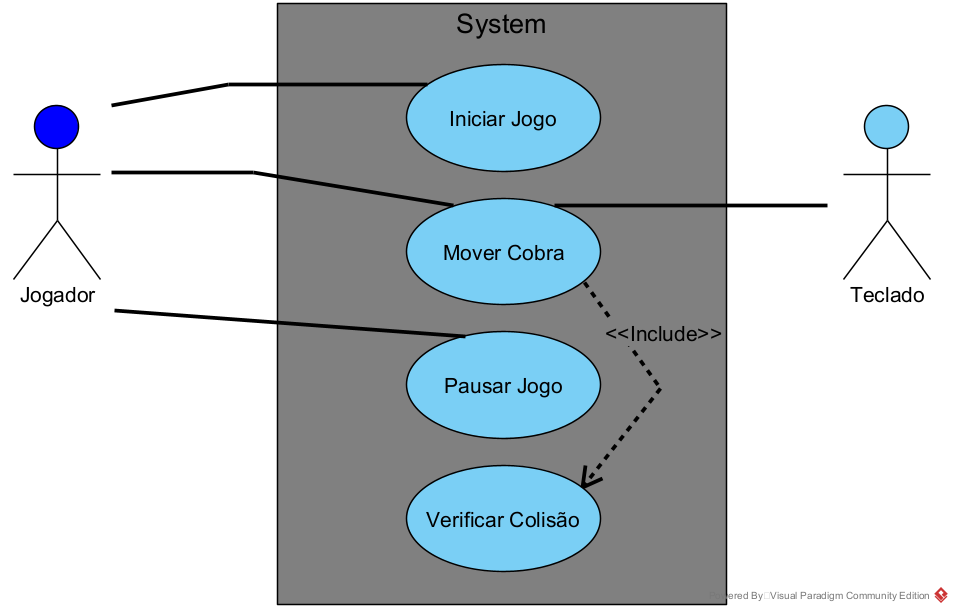 System
Iniciar Jogo
Mover Cobra
Jogador
Teclado
<<Include>>
Pausar Jogo
Verificar Colisão
Powered By Visual Paradigm Community Edition